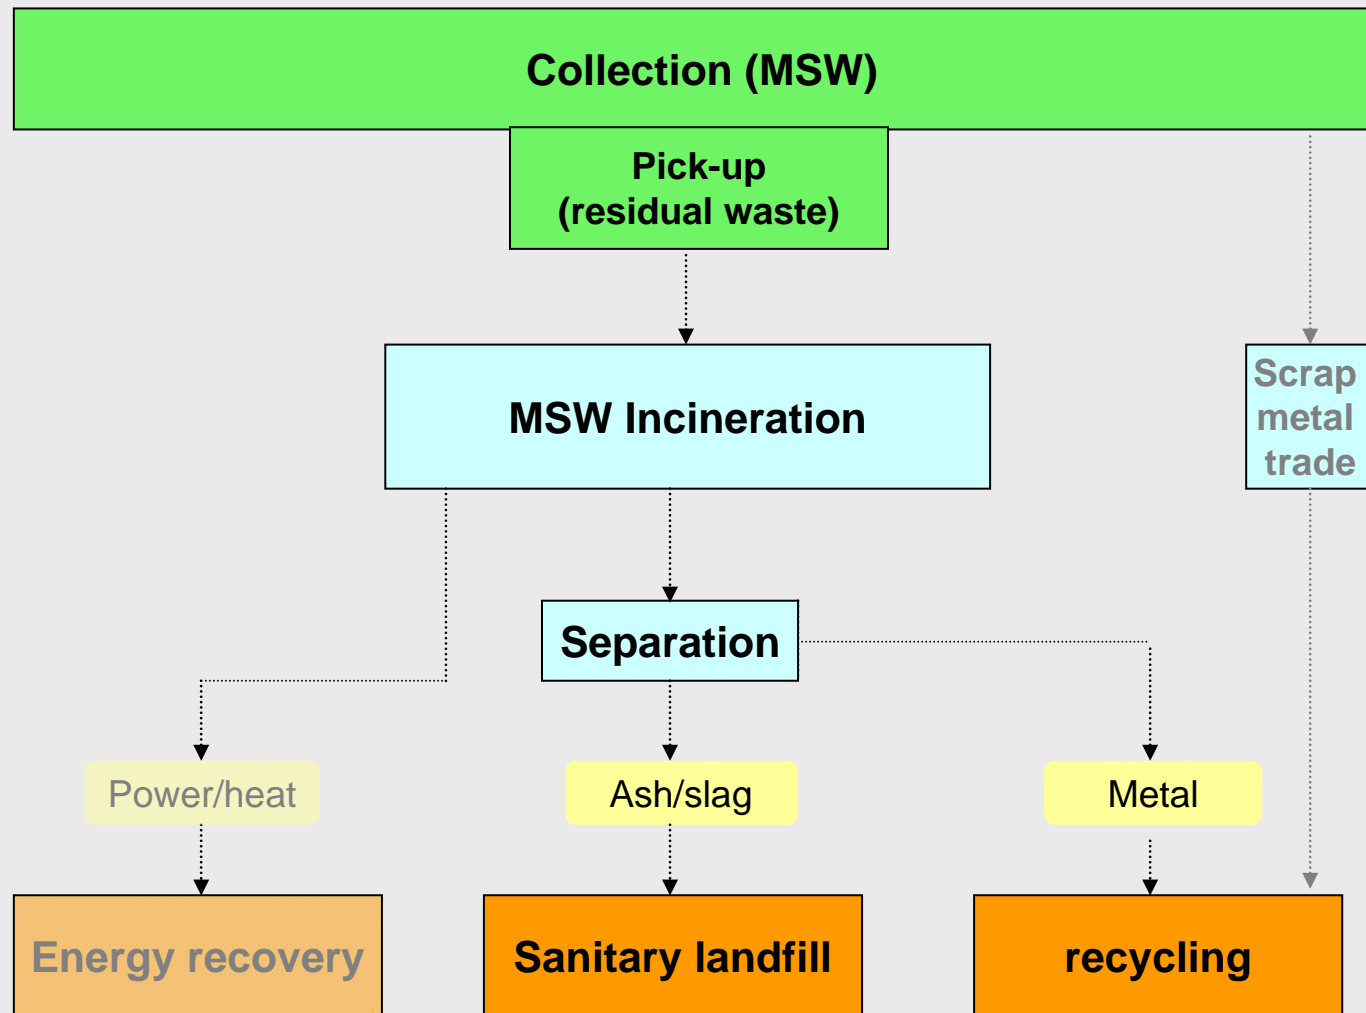 Collection (MSW)
Pick-up
(residual waste)
MSW Incineration
Scrap
metal
trade
Separation
Power/heat
Ash/slag
Metal
Energy recovery
Sanitary landfill
recycling